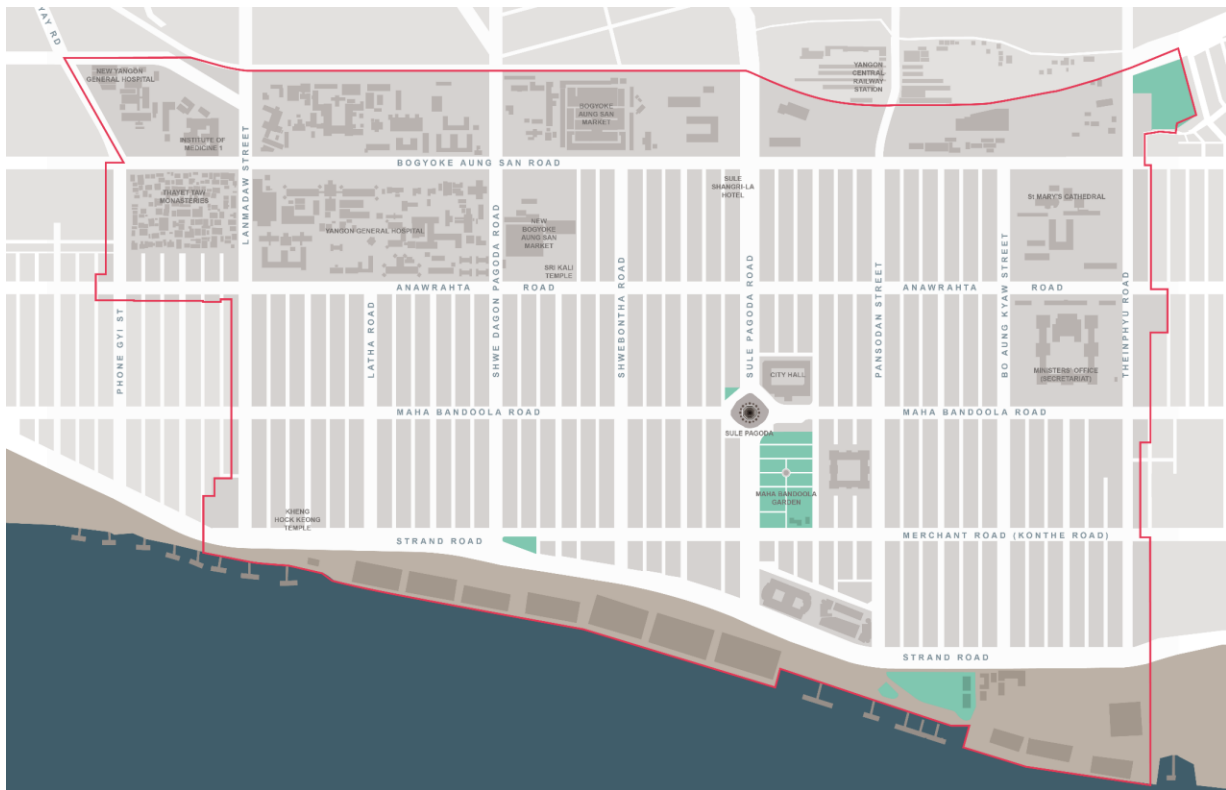 YAY RD
NEW YANGON
GENERAL HOSPITAL
INSTITUTE OF
MEDICINE 1
BOGYOKE
AUNG SAN
MARKET
YANGON
CENTRAL
RAILWAY
STATION
LANMADAW STREET
BOGYOKE AUNG SAN ROAD
THAYET TAW
MONASTERIES
YANGON GENERAL HOSPITAL
SHWE DAGON PAGODA ROAD
NEW
BOGYOKE
AUNG SAN
MARKET
SRI KALI
TEMPLE
SULE
SHANGRI-LA
HOTEL
St MARY'S CATHEDRAL
SHWEBONTHA ROAD
SULE PAGODA ROAD
PANSODAN STREET
BO AUNG KYAW STREET
THEINPHYU ROAD
ANAWRAHTA ROAD
ANAWRAHTA ROAD
PHONE GYI ST
LATHA ROAD
CITY HALL
MINISTERS' OFFICE
(SECRETARIAT)
MAHA BANDOOLA ROAD
MAHA BANDOOLA ROAD
SULE PAGODA
MAHA BANDOOLA
GARDEN
KHENG
HOCK KEONG
TEMPLE
STRAND ROAD
MERCHANT ROAD (KONTHE ROAD)
STRAND ROAD